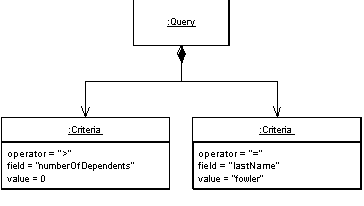 :Query
:Criteria
operator = ">"
field = "numberOfDependents"
value = 0
:Criteria
operator = "="
field = "lastName"
value = "fowler"